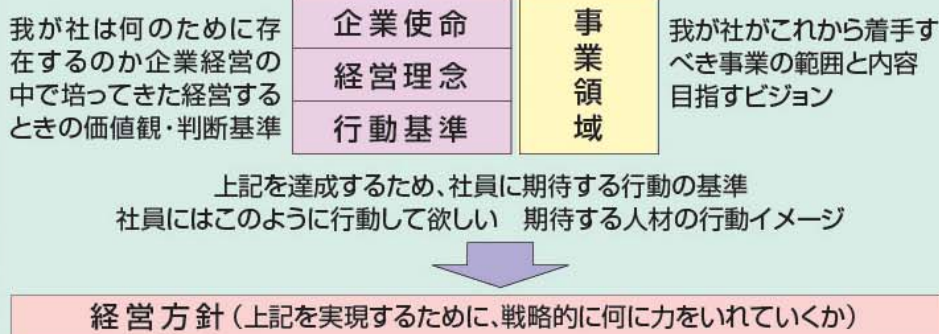 我が社は何のために存
在するのか企業経営の
中で培ってきた経営する
ときの価値観・判断基準
企業使命
経営理念
行動基準
事業領域
我が社がこれから着手す
べき事業の範囲と内容
目指すビジョン
上記を達成するため、社員に期待する行動の基準
社員にはこのように行動して欲しい　期待する人材の行動イメージ
経営方針（上記を実現するために、戦略的に何に力をいれていくか）